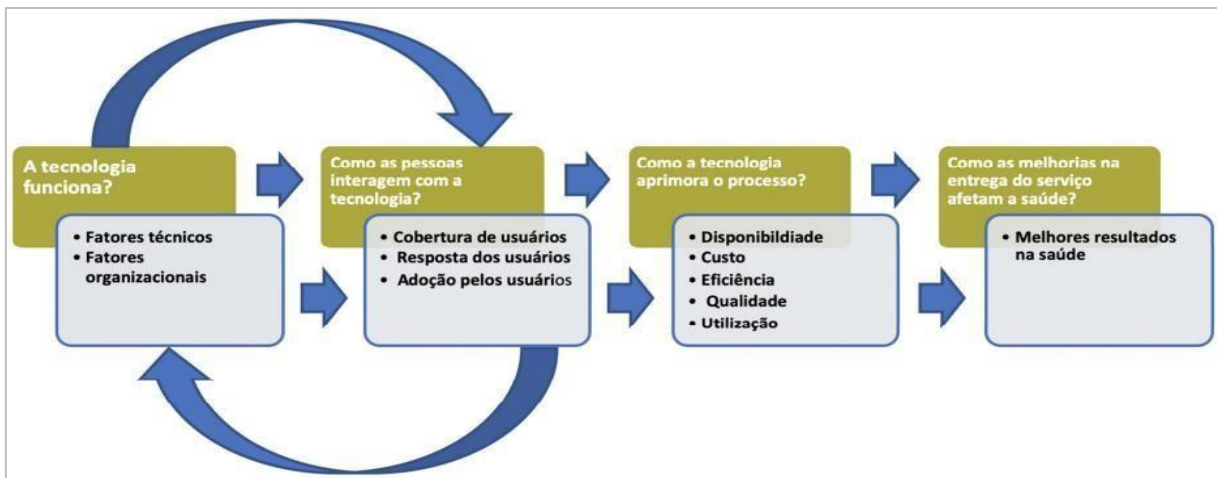 A tecnologia
funciona?
• Fatores técnicos
• Fatores
organizacionais
Como as pessoas
interagem com a
tecnologia?
• Cobertura de usuários
• Resposta dos usuários
• Adoção pelos usuários
Como a tecnologia
aprimora o processo?
• Disponibildiade
• Custo
• Eficiência
• Qualidade
• Utilização
Como as melhorias na
entrega do serviço
afetam a saúde?
• Melhores resultados
na saúde